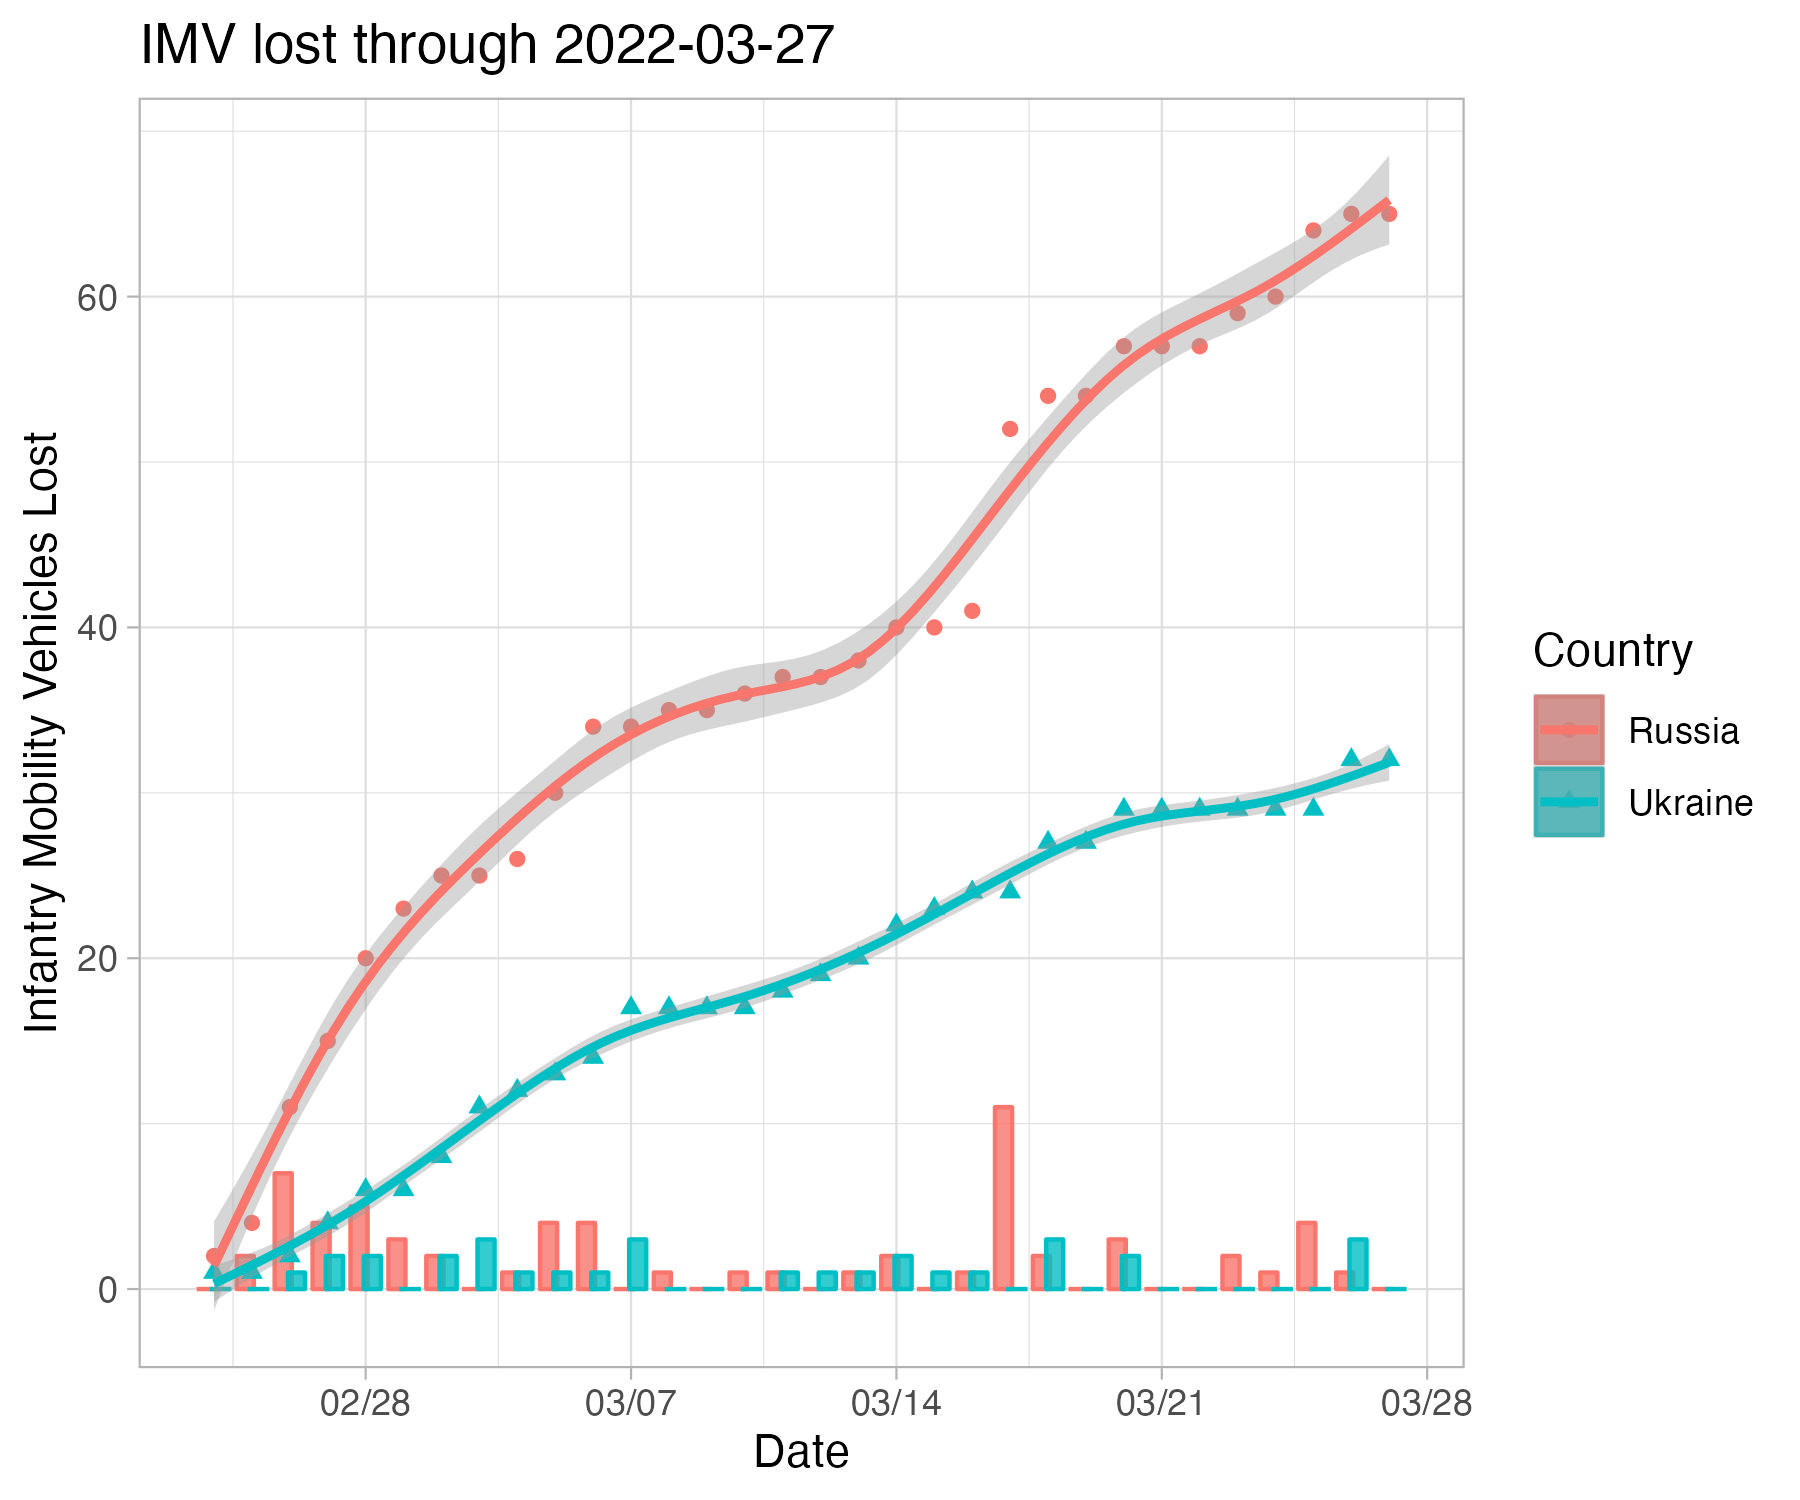 IMV lost through 2022-03-27
Infantry Mobility Vehicles Lost
60
40
20
0
02/28
03/07
03/14
03/21
03/28
Date
Country
Russia
Ukraine